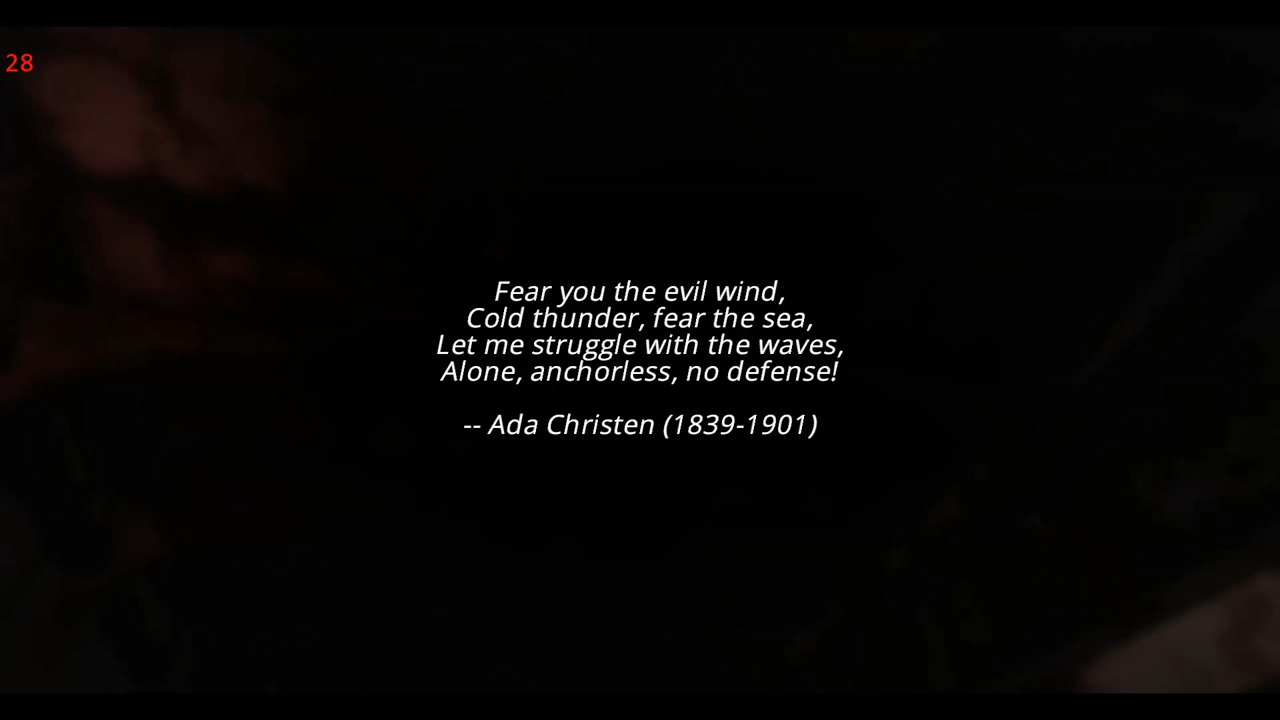 28
Fear you the evil wind,
Cold thunder, fear the sea,
Let me struggle with the waves,
Alone, anchorless, no defense!
-- Ada Christen (1839-1901)